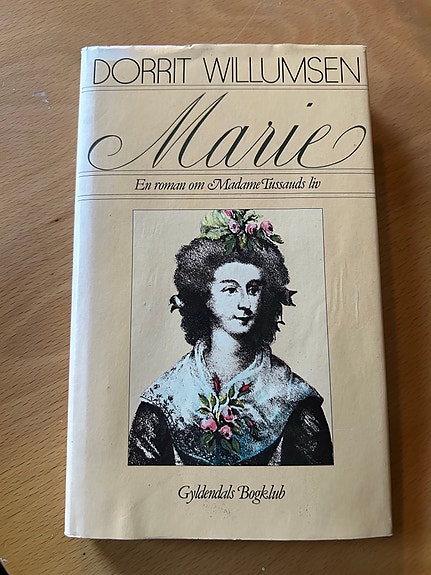 DORRIT WILLUMSEN
Marie
En roman om Madame Tussauds liv
Gyldendals Bogklub